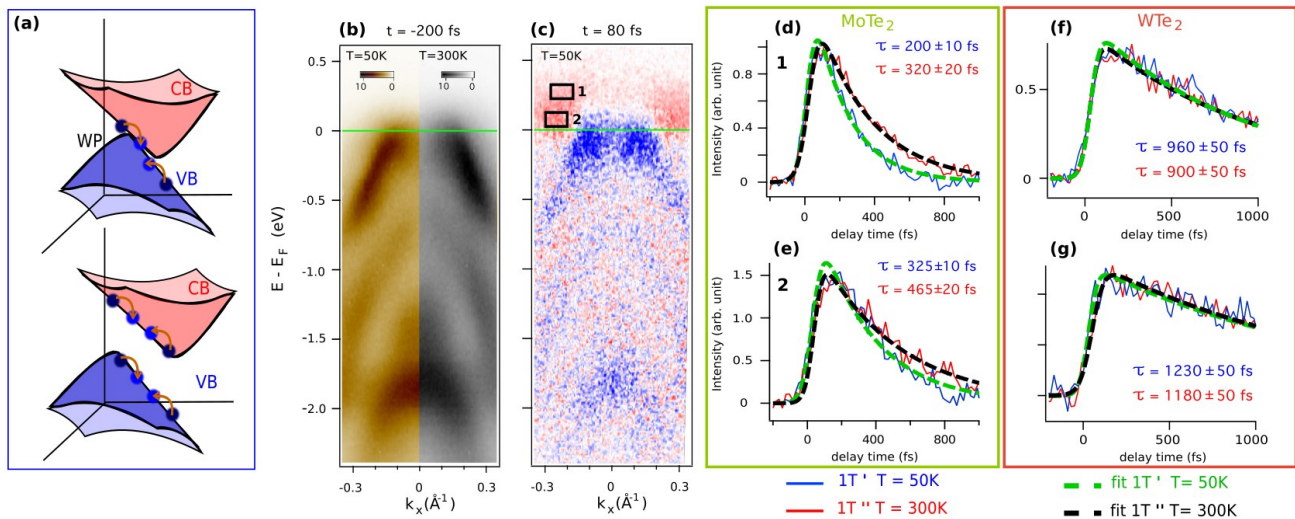 (a)
CB
WP
VB
CB
VB
(b)
t = -200 fs
T=50K
T=300K
10 0
10 0
E - E_F (eV)
0.5
0
-0.5
-1.0
-1.5
-2.0
-0.3 0 0.3
k_x(Å⁻¹)
(c)
t = 80 fs
T=50K
1
2
-0.3 0 0.3
k_x(Å⁻¹)
MoTe₂
(d)
1
τ = 200 ±10 fs
τ = 320 ±20 fs
Intensity (arb. unit)
1.0
0.8
0.4
0
0 400 800
delay time (fs)
(e)
2
τ = 325±10 fs
τ = 465±20 fs
Intensity (arb. unit)
1.5
1.0
0.5
0
0 400 800
delay time (fs)
WTe₂
(f)
τ = 960 ±50 fs
τ = 900 ±50 fs
0.5
0
0 500 1000
delay time (fs)
(g)
τ = 1230 ±50 fs
τ = 1180 ±50 fs
0 500 1000
delay time (fs)
1T ' T = 50K
1T '' T = 300K
fit 1T ' T = 50K
fit 1T '' T = 300K